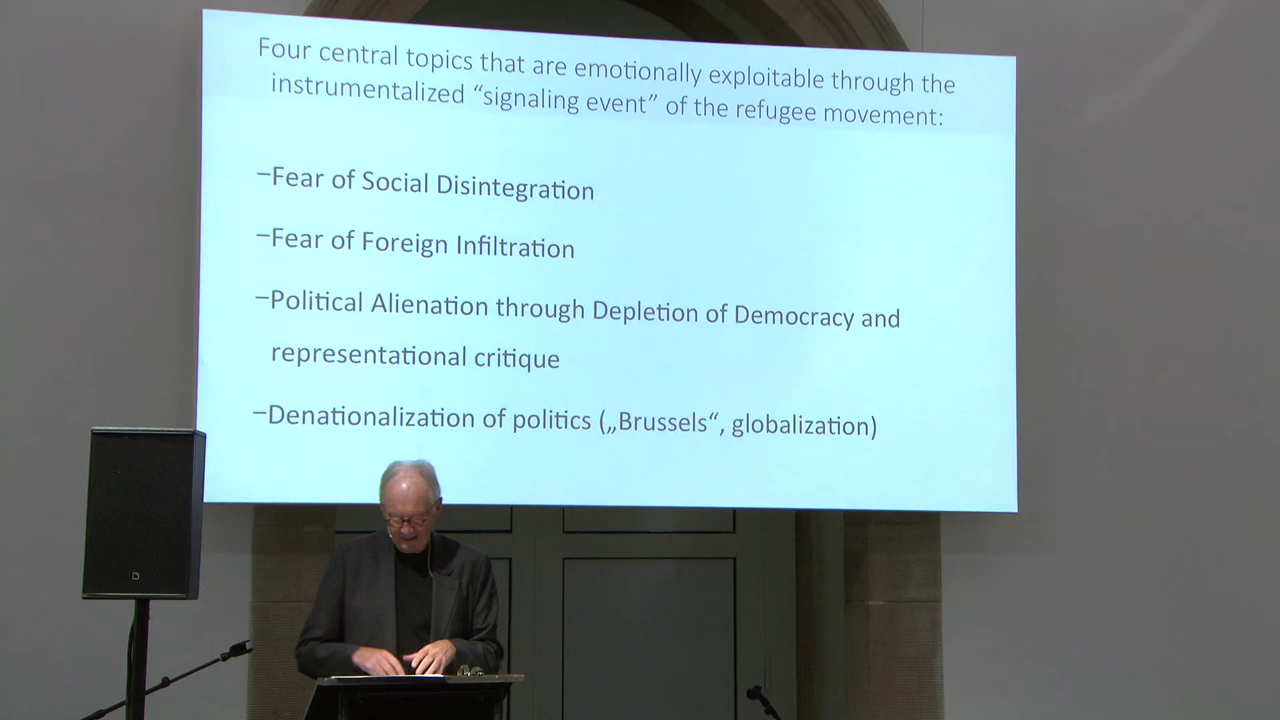 Four central topics that are emotionally exploitable through the
instrumentalized “signaling event” of the refugee movement:
–Fear of Social Disintegration
–Fear of Foreign Infiltration
–Political Alienation through Depletion of Democracy and
representational critique
–Denationalization of politics („Brussels“, globalization)